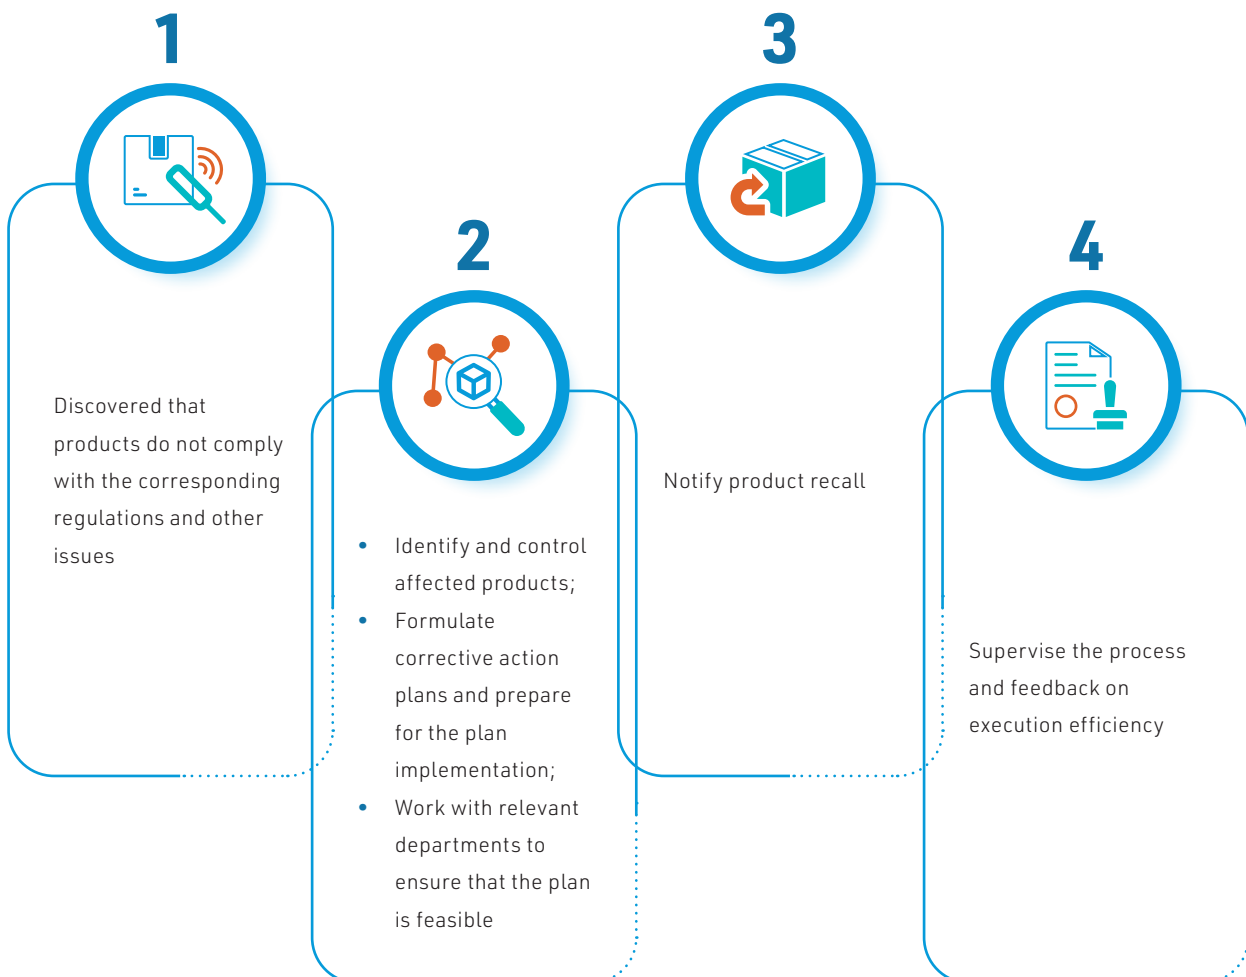 1
Discovered that
products do not comply
with the corresponding
regulations and other
issues
2
• Identify and control
affected products;
• Formulate
corrective action
plans and prepare
for the plan
implementation;
• Work with relevant
departments to
ensure that the plan
is feasible
3
Notify product recall
4
Supervise the process
and feedback on
execution efficiency